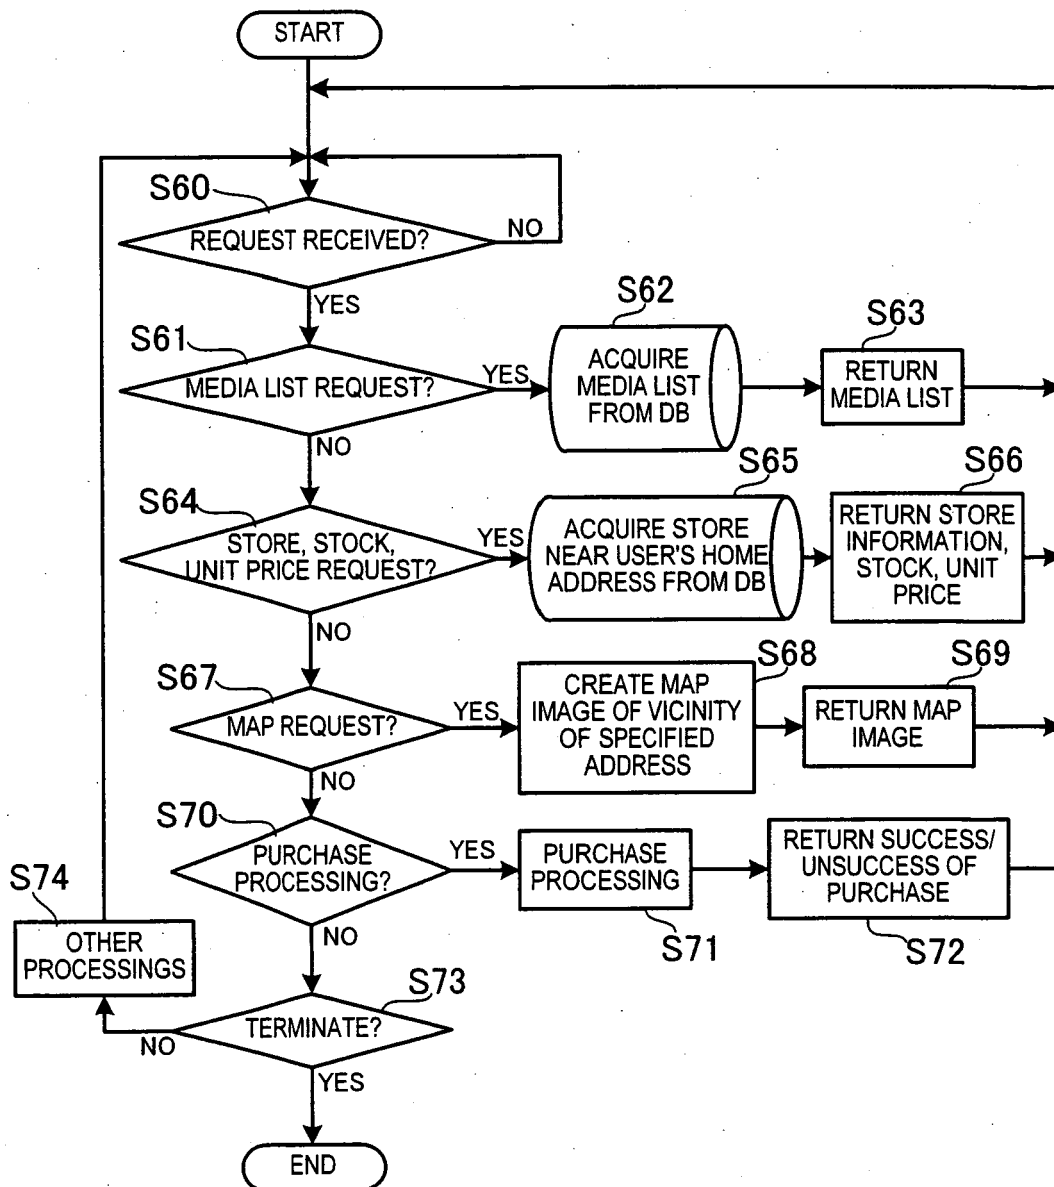 START
S60
REQUEST RECEIVED?
NO
YES
S61
MEDIA LIST REQUEST?
YES
NO
S62
ACQUIRE
MEDIA LIST
FROM DB
S63
RETURN
MEDIA LIST
S64
STORE, STOCK,
UNIT PRICE REQUEST?
YES
NO
S65
ACQUIRE STORE
NEAR USER'S HOME
ADDRESS FROM DB
S66
RETURN STORE
INFORMATION,
STOCK, UNIT
PRICE
S67
MAP REQUEST?
YES
NO
S68
CREATE MAP
IMAGE OF VICINITY
OF SPECIFIED
ADDRESS
S69
RETURN MAP
IMAGE
S70
PURCHASE
PROCESSING?
YES
NO
PURCHASE
PROCESSING
S71
RETURN SUCCESS/
UNSUCCESS OF
PURCHASE
S72
S74
OTHER
PROCESSINGS
S73
TERMINATE?
NO
YES
END